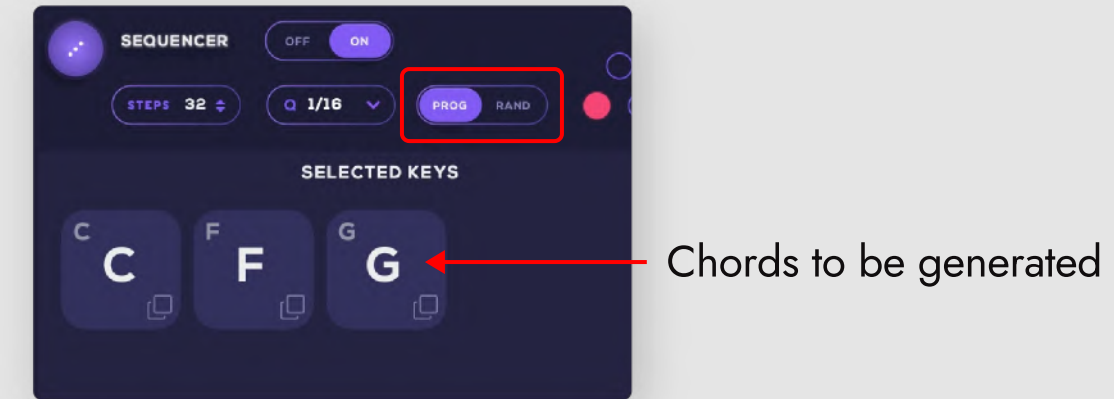 SEQUENCER OFF ON
STEPS 32 Q 1/16 PROG RAND
SELECTED KEYS
C F G
C F G
Chords to be generated